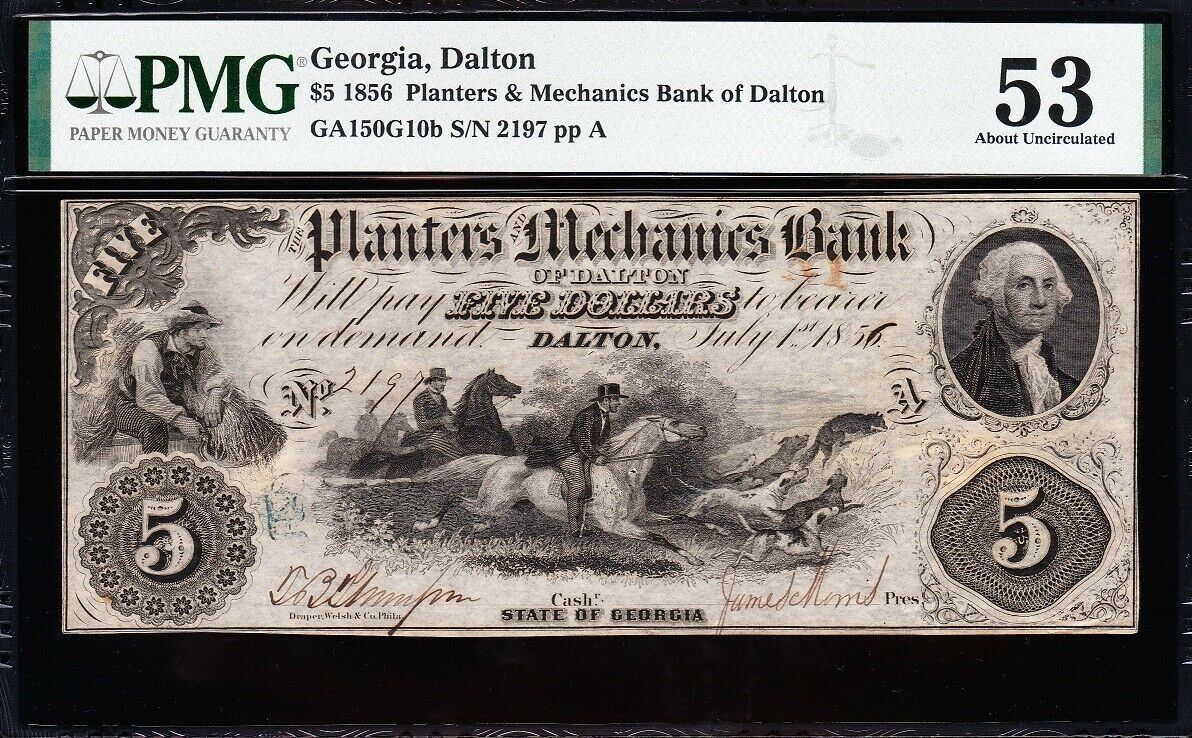 PMG®
PAPER MONEY GUARANTY
Georgia, Dalton
$5 1856 Planters & Mechanics Bank of Dalton
GA150G10b S/N 2197 pp A
53
About Uncirculated
FIVE
THE Planters AND Mechanics Bank
OF DALTON
Will pay FIVE DOLLARS to bearer
on demand. DALTON, July 1st 1856
No. 2197
A
5
5
Cashr.
Pres.
Draper, Welsh & Co. Phila.
STATE OF GEORGIA